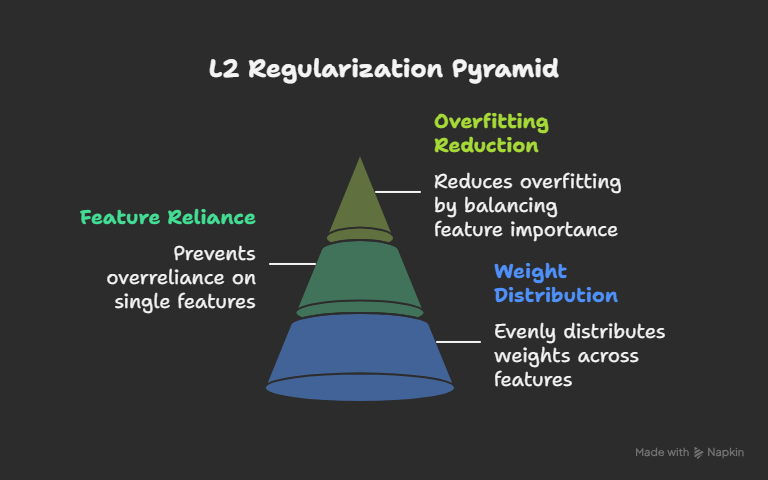 L2 Regularization Pyramid
Overfitting
Reduction
Reduces overfitting
by balancing
feature importance
Feature Reliance
Prevents
overreliance on
single features
Weight
Distribution
Evenly distributes
weights across
features
Made with Napkin